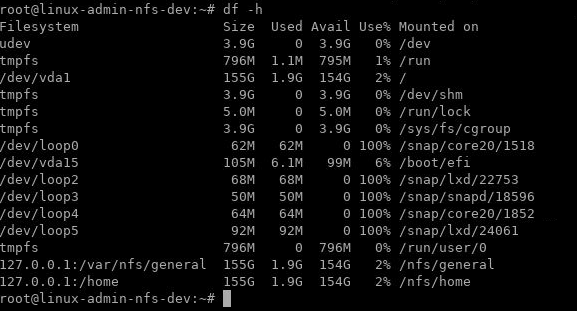 root@linux-admin-nfs-dev:~# df -h
Filesystem                 Size  Used Avail Use% Mounted on
udev                       3.9G     0  3.9G   0% /dev
tmpfs                      796M  1.1M  795M   1% /run
/dev/vda1                  155G  1.9G  154G   2% /
tmpfs                      3.9G     0  3.9G   0% /dev/shm
tmpfs                      5.0M     0  5.0M   0% /run/lock
tmpfs                      3.9G     0  3.9G   0% /sys/fs/cgroup
/dev/loop0                  62M   62M     0 100% /snap/core20/1518
/dev/vda15                 105M  6.1M   99M   6% /boot/efi
/dev/loop2                  68M   68M     0 100% /snap/lxd/22753
/dev/loop3                  50M   50M     0 100% /snap/snapd/18596
/dev/loop4                  64M   64M     0 100% /snap/core20/1852
/dev/loop5                  92M   92M     0 100% /snap/lxd/24061
tmpfs                      796M     0  796M   0% /run/user/0
127.0.0.1:/var/nfs/general 155G  1.9G  154G   2% /nfs/general
127.0.0.1:/home            155G  1.9G  154G   2% /nfs/home
root@linux-admin-nfs-dev:~#